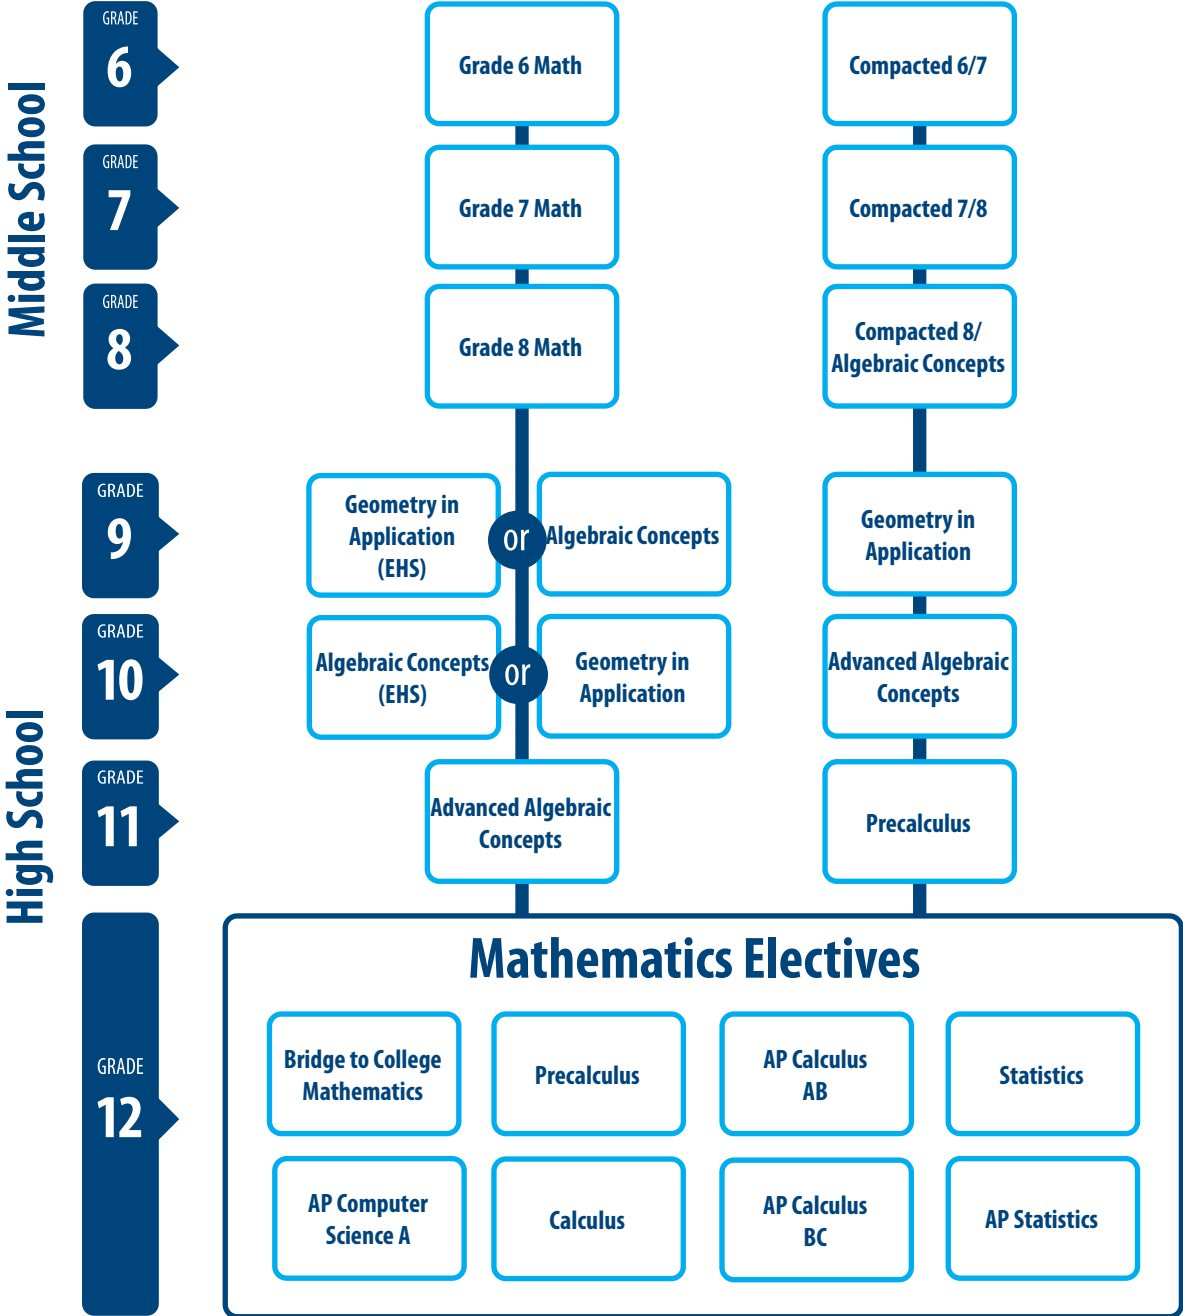 Middle School
GRADE
6
Grade 6 Math
Compacted 6/7
GRADE
7
Grade 7 Math
Compacted 7/8
GRADE
8
Grade 8 Math
Compacted 8/
Algebraic Concepts
High School
GRADE
9
Geometry in
Application
(EHS)
or
Algebraic Concepts
Geometry in
Application
GRADE
10
Algebraic Concepts
(EHS)
or
Geometry in
Application
Advanced Algebraic
Concepts
GRADE
11
Advanced Algebraic
Concepts
Precalculus
GRADE
12
Mathematics Electives
Bridge to College
Mathematics
Precalculus
AP Calculus
AB
Statistics
AP Computer
Science A
Calculus
AP Calculus
BC
AP Statistics